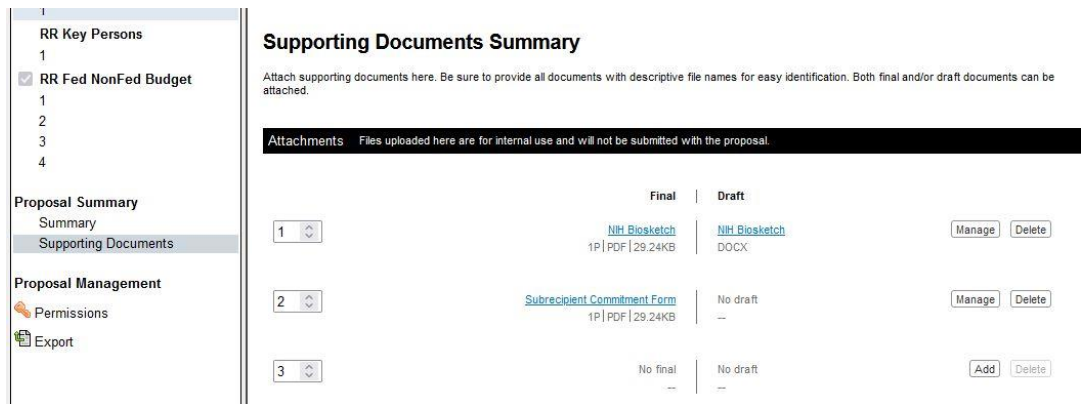 1
RR Key Persons
1
RR Fed NonFed Budget
1
2
3
4
Proposal Summary
Summary
Supporting Documents
Proposal Management
Permissions
Export
Supporting Documents Summary
Attach supporting documents here. Be sure to provide all documents with descriptive file names for easy identification. Both final and/or draft documents can be
attached.
Attachments Files uploaded here are for internal use and will not be submitted with the proposal.
Final | Draft
1 NIH Biosketch NIH Biosketch Manage Delete
1P|PDF|29.24KB DOCX
2 Subrecipient Commitment Form No draft Manage Delete
1P|PDF|29.24KB --
3 No final No draft Add Delete
-- --